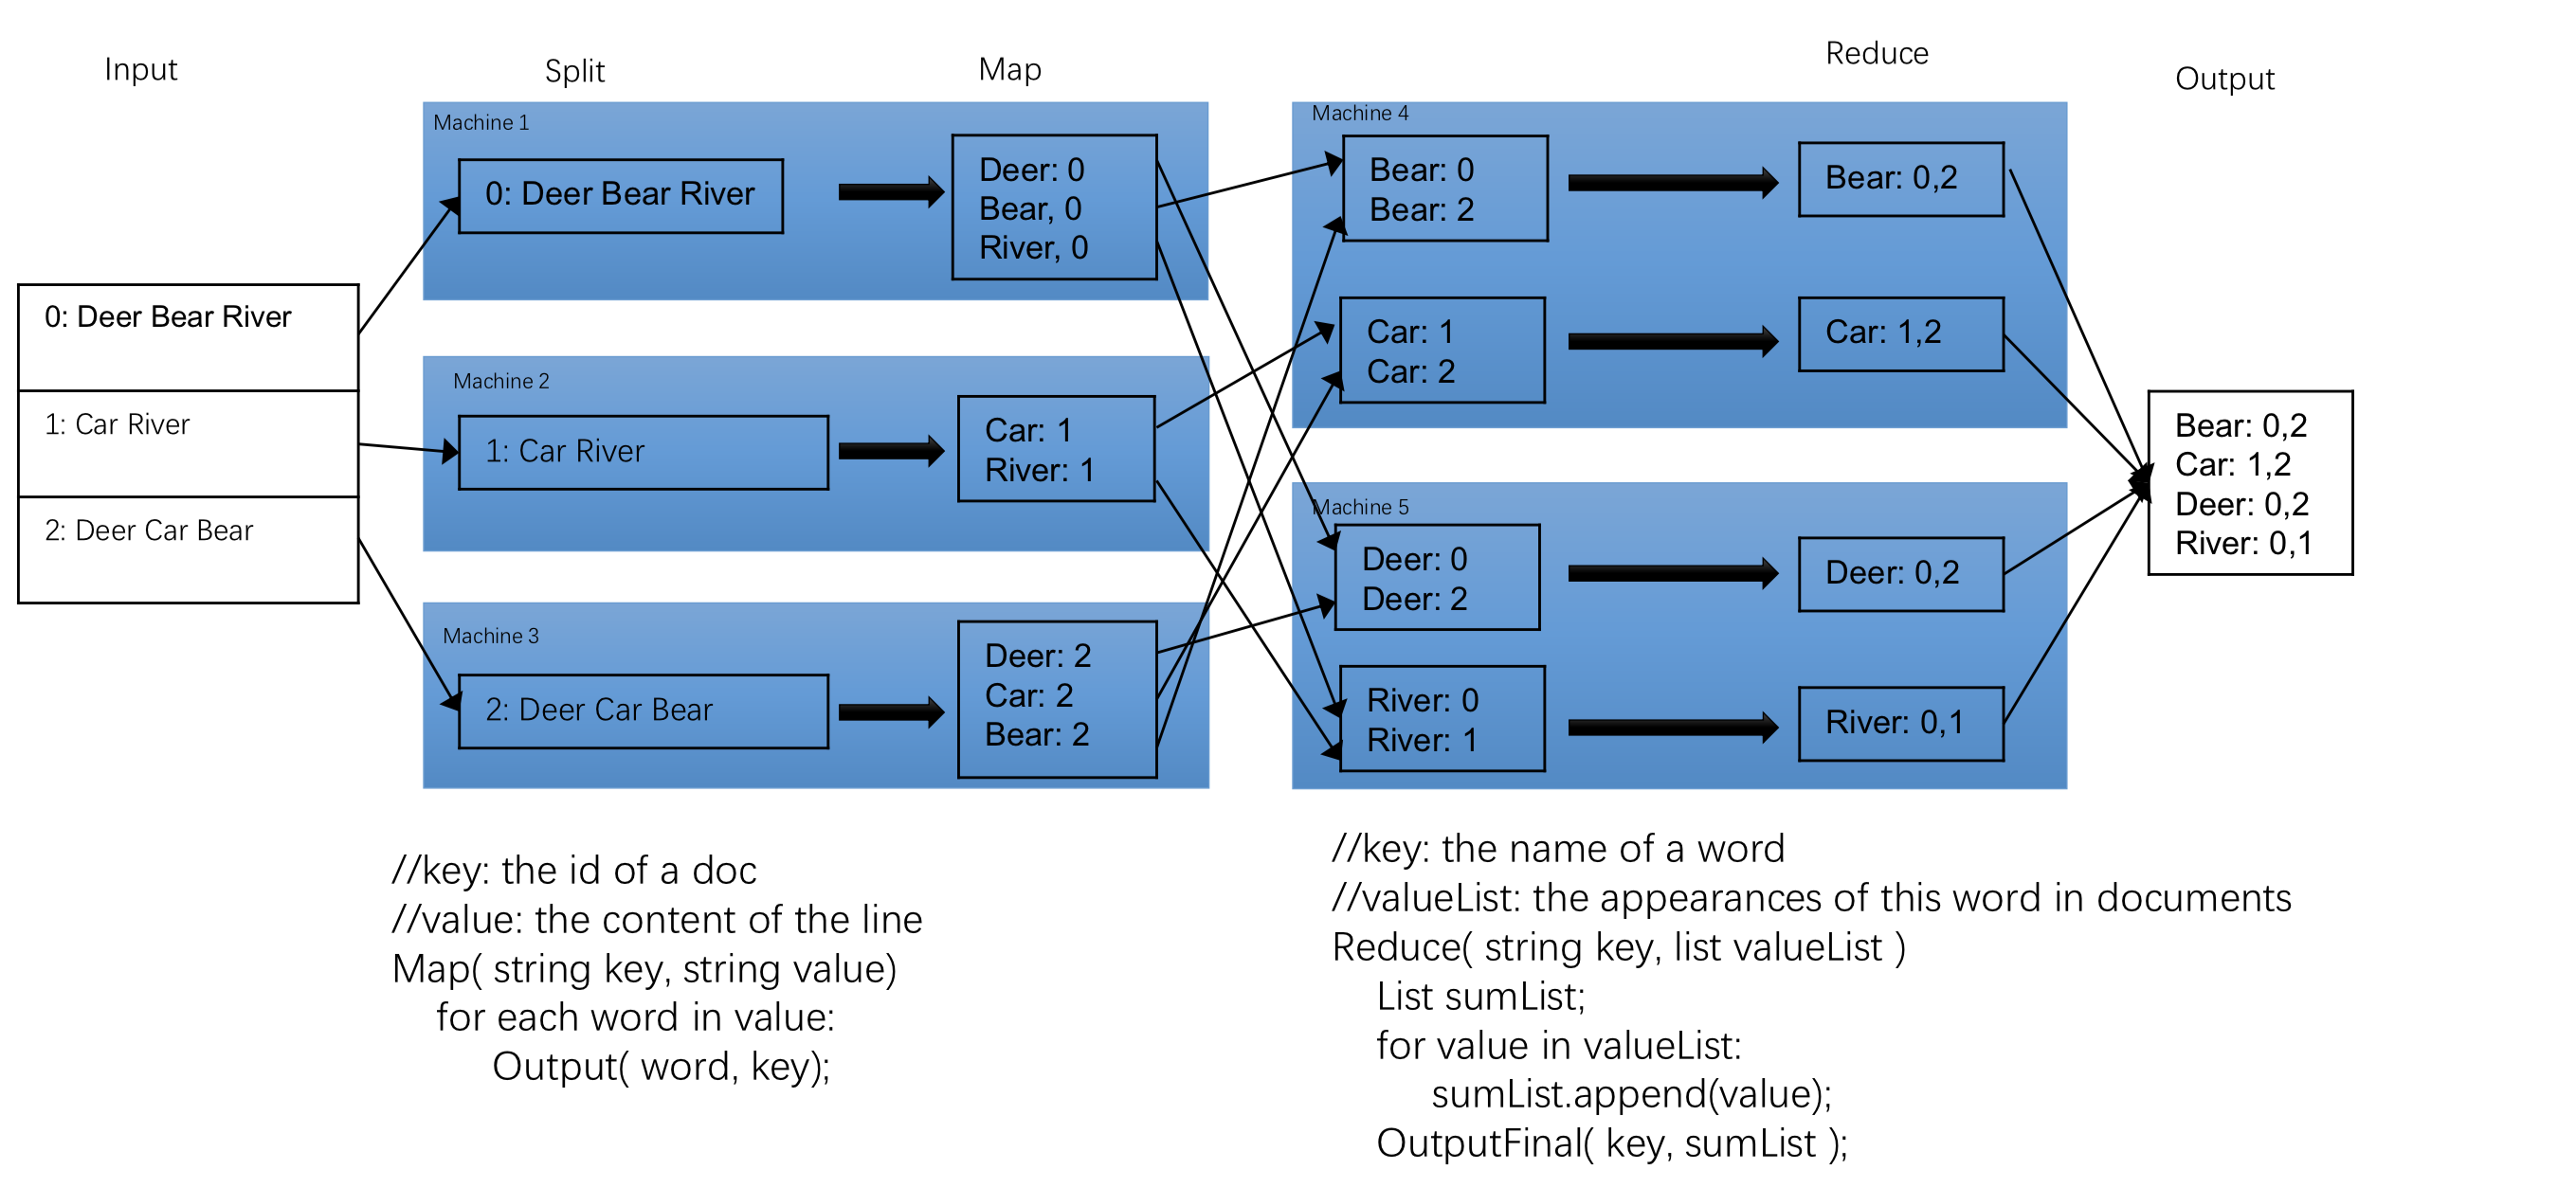 Input
Split
Map
Reduce
Output
0: Deer Bear River
1: Car River
2: Deer Car Bear
Machine 1
0: Deer Bear River
Deer: 0
Bear, 0
River, 0
Machine 2
1: Car River
Car: 1
River: 1
Machine 3
2: Deer Car Bear
Deer: 2
Car: 2
Bear: 2
Machine 4
Bear: 0
Bear: 2
Bear: 0,2
Car: 1
Car: 2
Car: 1,2
Machine 5
Deer: 0
Deer: 2
Deer: 0,2
River: 0
River: 1
River: 0,1
Bear: 0,2
Car: 1,2
Deer: 0,2
River: 0,1
//key: the id of a doc
//value: the content of the line
Map( string key, string value)
for each word in value:
Output( word, key);
//key: the name of a word
//valueList: the appearances of this word in documents
Reduce( string key, list valueList )
List sumList;
for value in valueList:
sumList.append(value);
OutputFinal( key, sumList );